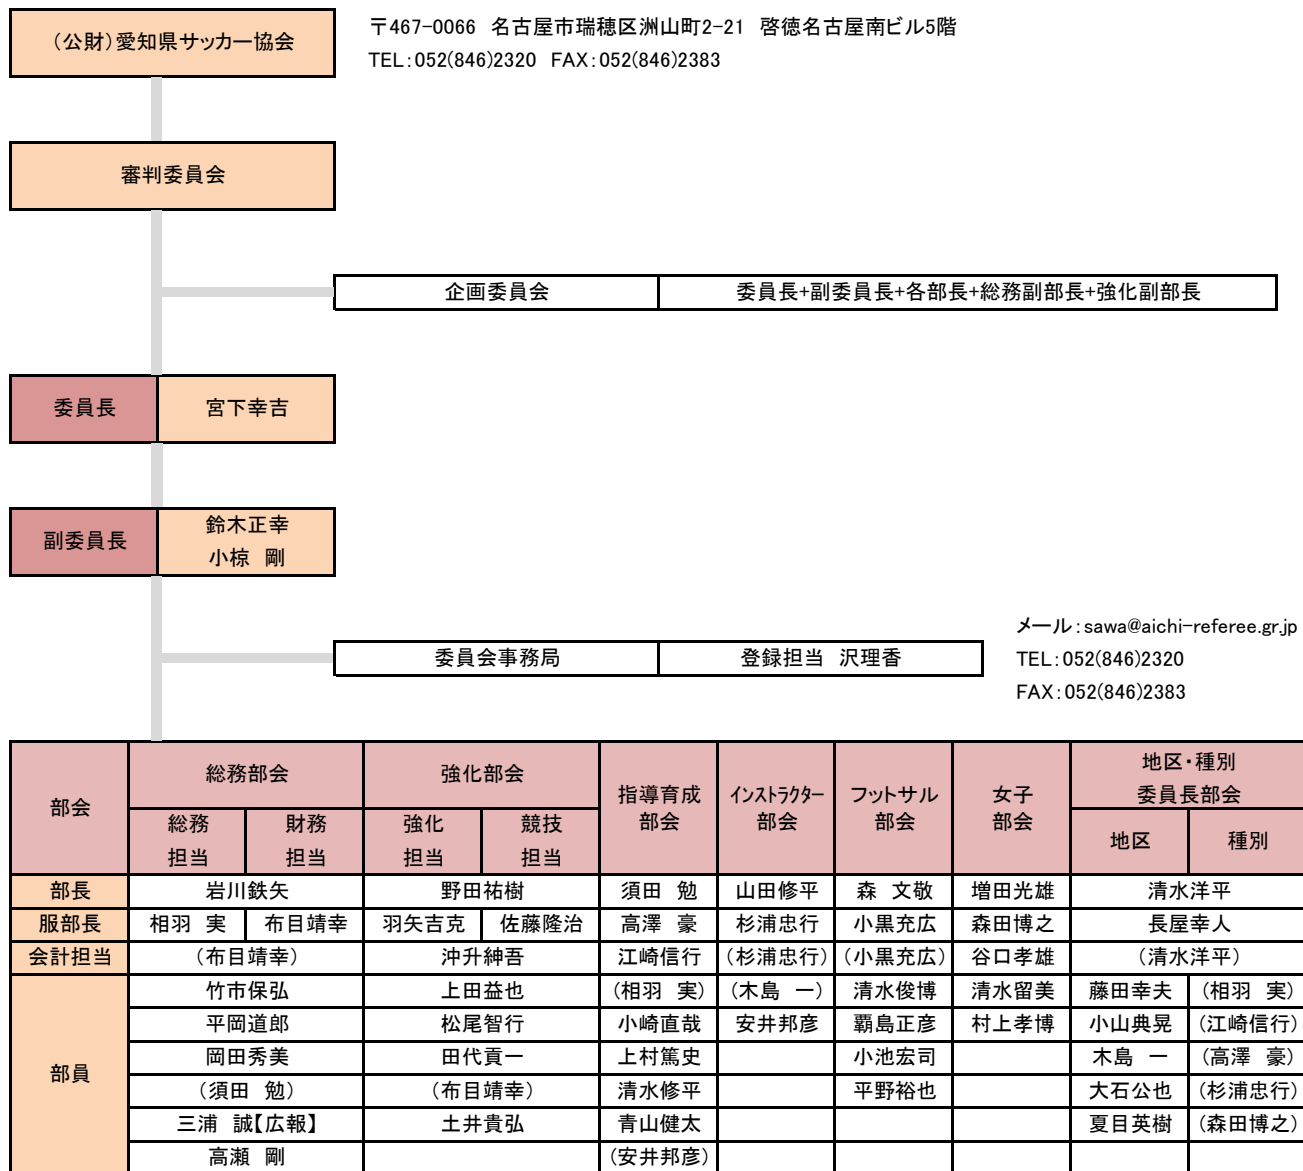 (公財)愛知県サッカー協会
〒467-0066 名古屋市瑞穂区洲山町2-21 啓徳名古屋南ビル5階
TEL:052(846)2320 FAX:052(846)2383
審判委員会
企画委員会 委員長+副委員長+各部長+総務副部長+強化副部長
委員長 宮下幸吉
副委員長 鈴木正幸
小椋 剛
メール:sawa@aichi-referee.gr.jp
委員会事務局 登録担当 沢理香
TEL:052(846)2320
FAX:052(846)2383
部会
総務部会
総務
担当
財務
担当
強化部会
強化
担当
競技
担当
指導育成
部会
インストラクター
部会
フットサル
部会
女子
部会
地区・種別
委員長部会
地区 種別
部長 岩川鉄矢 野田祐樹 須田 勉 山田修平 森 文敬 増田光雄 清水洋平
服部長 相羽 実 布目靖幸 羽矢吉克 佐藤隆治 高澤 豪 杉浦忠行 小黒充広 森田博之 長屋幸人
会計担当 (布目靖幸) 沖升紳吾 江崎信行 (杉浦忠行) (小黒充広) 谷口孝雄 (清水洋平)
部員
竹市保弘 上田益也 (相羽 実) (木島 一) 清水俊博 清水留美 藤田幸夫 (相羽 実)
平岡道郎 松尾智行 小崎直哉 安井邦彦 覇島正彦 村上孝博 小山典晃 (江崎信行)
岡田秀美 田代貢一 上村篤史 小池宏司 木島 一 (高澤 豪)
(須田 勉) (布目靖幸) 清水修平 平野裕也 大石公也 (杉浦忠行)
三浦 誠【広報】 土井貴弘 青山健太 夏目英樹 (森田博之)
高瀬 剛 (安井邦彦)